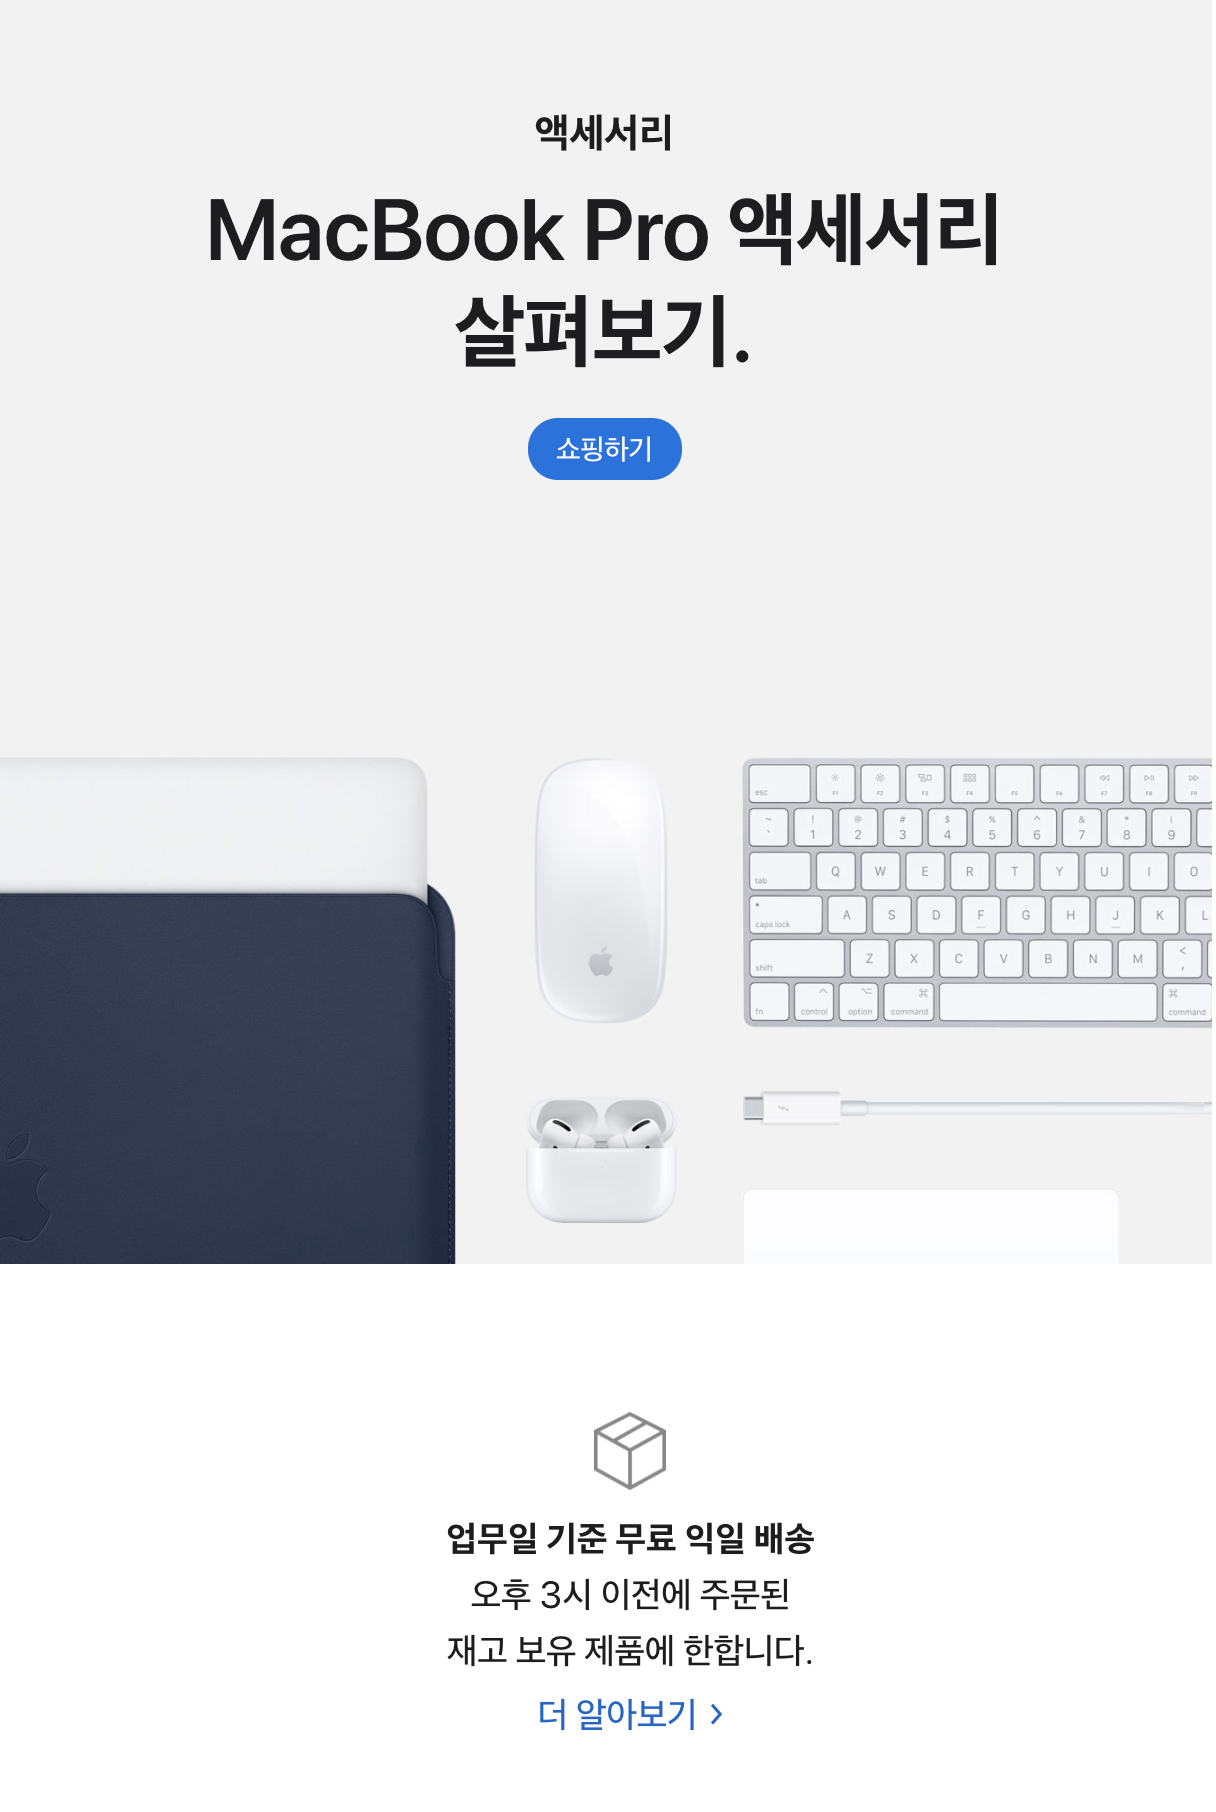 액세서리
MacBook Pro 액세서리
살펴보기.
쇼핑하기
esc F1 F2 F3 F4 F5 F6 F7 F8 F9
~ ` ! 1 @ 2 # 3 $ 4 % 5 ^ 6 & 7 * 8 ( 9
tab Q W E R T Y U I O
caps lock A S D F G H J K L
shift Z X C V B N M < ,
fn control option command command
업무일 기준 무료 익일 배송
오후 3시 이전에 주문된
재고 보유 제품에 한합니다.
더 알아보기 >